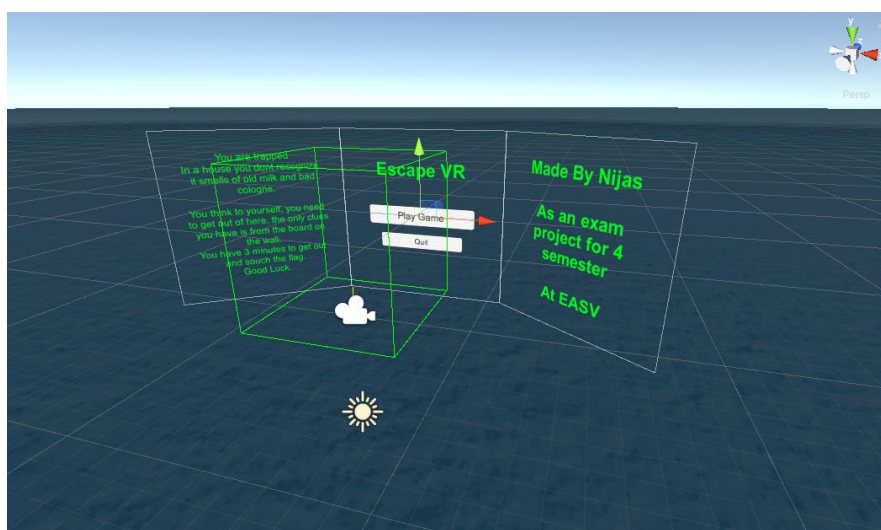 You are trapped
In a house you dont recognize
it smells of old milk and bad
cologne.
You think to yourself, you need
to get out of here, the only clues
you have is from the board on
the wall.
You have 3 minutes to get out
and souch the flag.
Good Luck.
Escape VR
Play Game
Quit
Made By Nijas
As an exam
project for 4
semester
At EASV
y
Persp